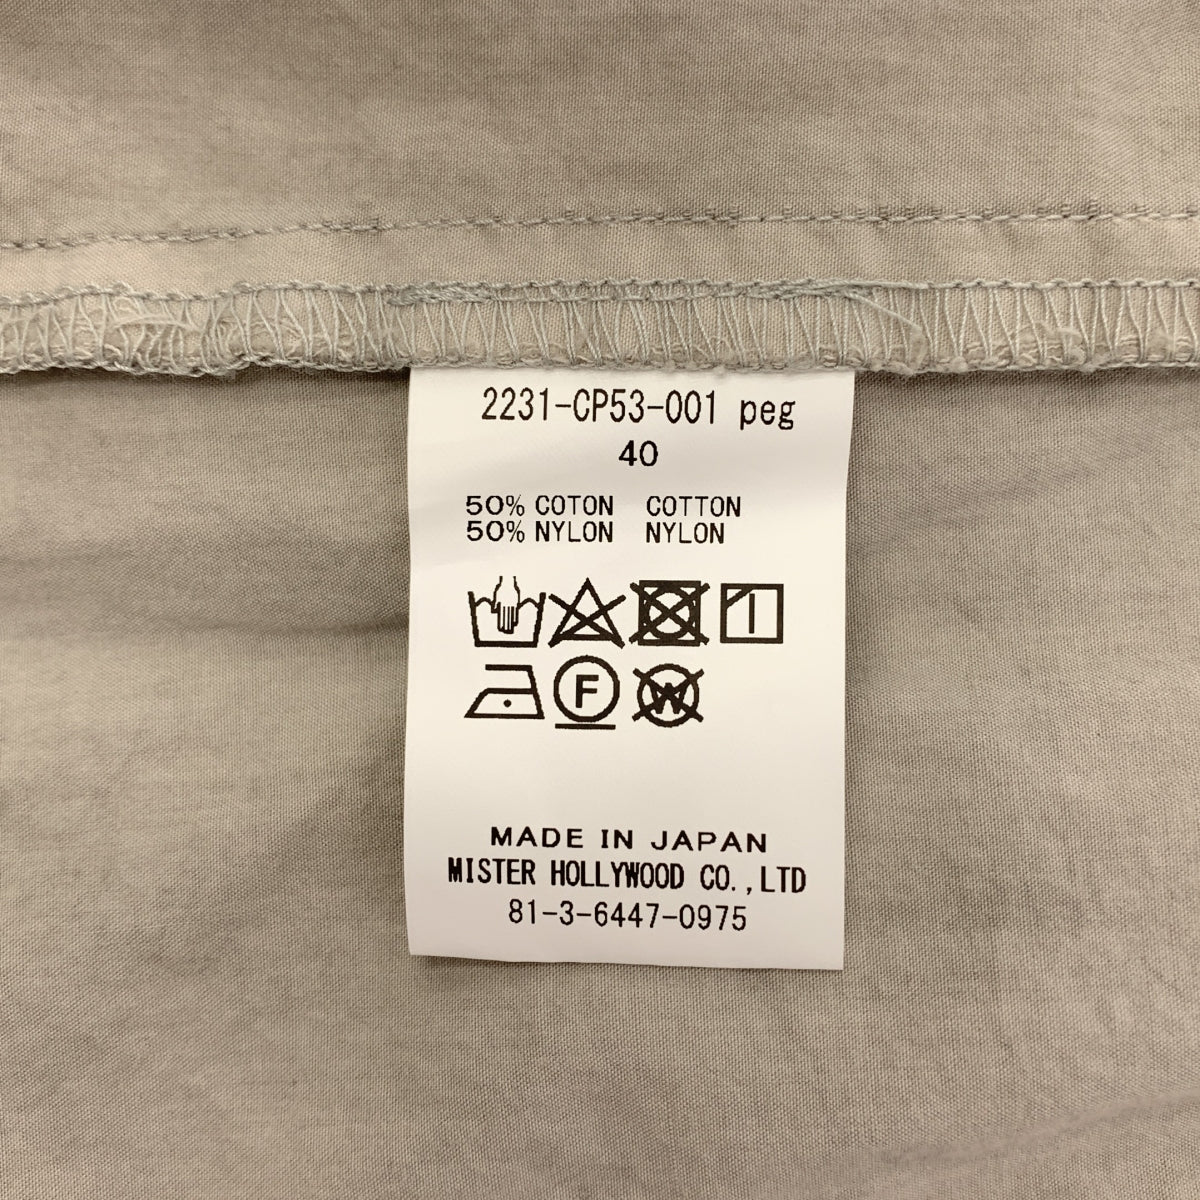 2231-CP53-001 peg
40
50% COTON COTTON
50% NYLON NYLON
F W
MADE IN JAPAN
MISTER HOLLYWOOD CO.,LTD
81-3-6447-0975